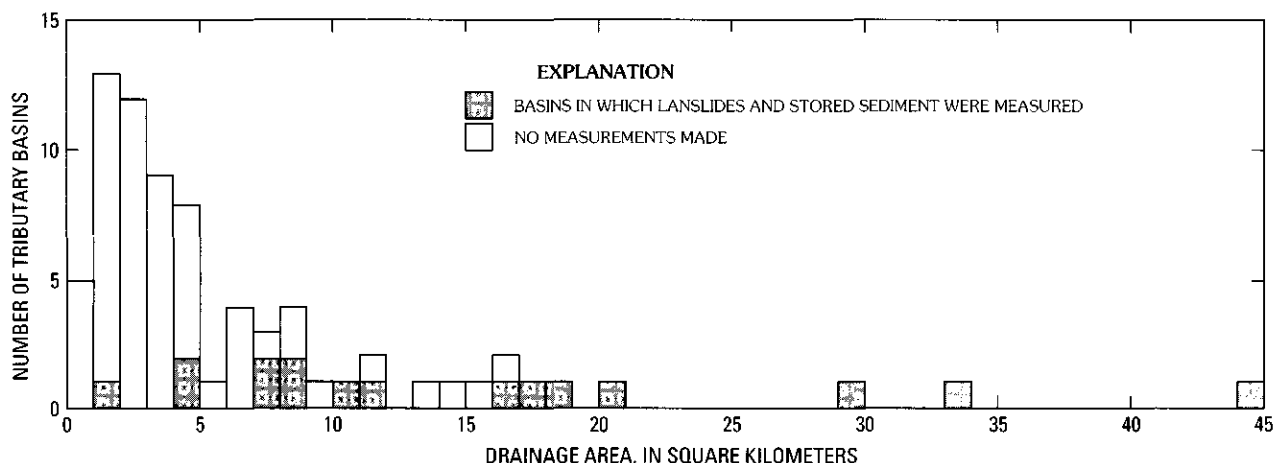 15
10
5
0
NUMBER OF TRIBUTARY BASINS
EXPLANATION
BASINS IN WHICH LANSLIDES AND STORED SEDIMENT WERE MEASURED
NO MEASUREMENTS MADE
0 5 10 15 20 25 30 35 40 45
DRAINAGE AREA, IN SQUARE KILOMETERS